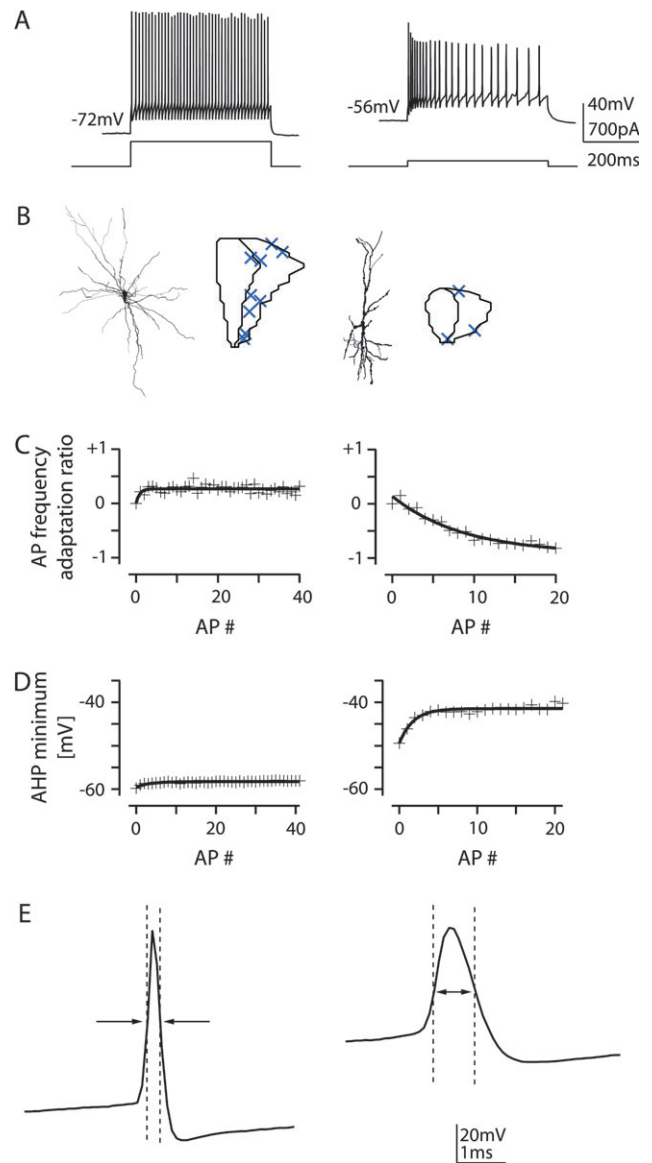 A
-72mV
-56mV
40mV
700pA
200ms
B
C
AP frequency
adaptation ratio
+1
0
-1
0
20
40
AP #
+1
0
-1
0
10
20
AP #
D
AHP minimum
[mV]
-40
-60
0
20
40
AP #
-40
-60
0
10
20
AP #
E
20mV
1ms